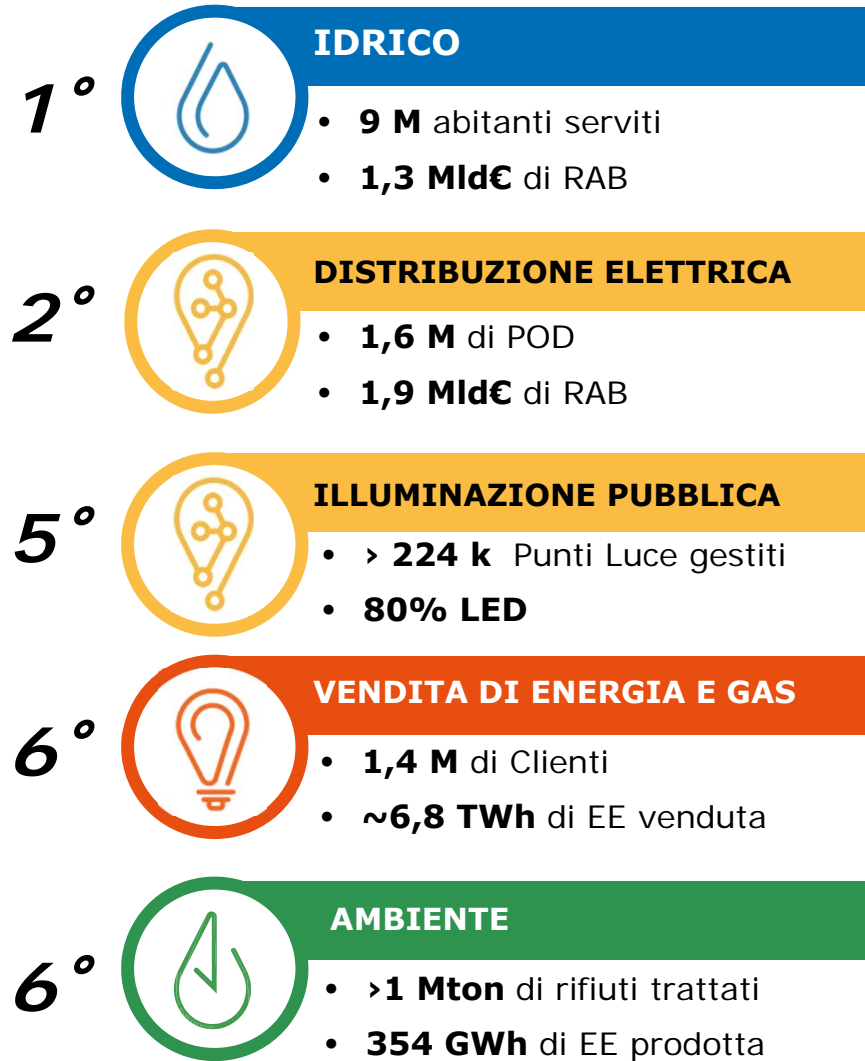 1°
IDRICO
• 9 M abitanti serviti
• 1,3 Mld€ di RAB
2°
DISTRIBUZIONE ELETTRICA
• 1,6 M di POD
• 1,9 Mld€ di RAB
5°
ILLUMINAZIONE PUBBLICA
• › 224 k Punti Luce gestiti
• 80% LED
6°
VENDITA DI ENERGIA E GAS
• 1,4 M di Clienti
• ~6,8 TWh di EE venduta
6°
AMBIENTE
• ›1 Mton di rifiuti trattati
• 354 GWh di EE prodotta